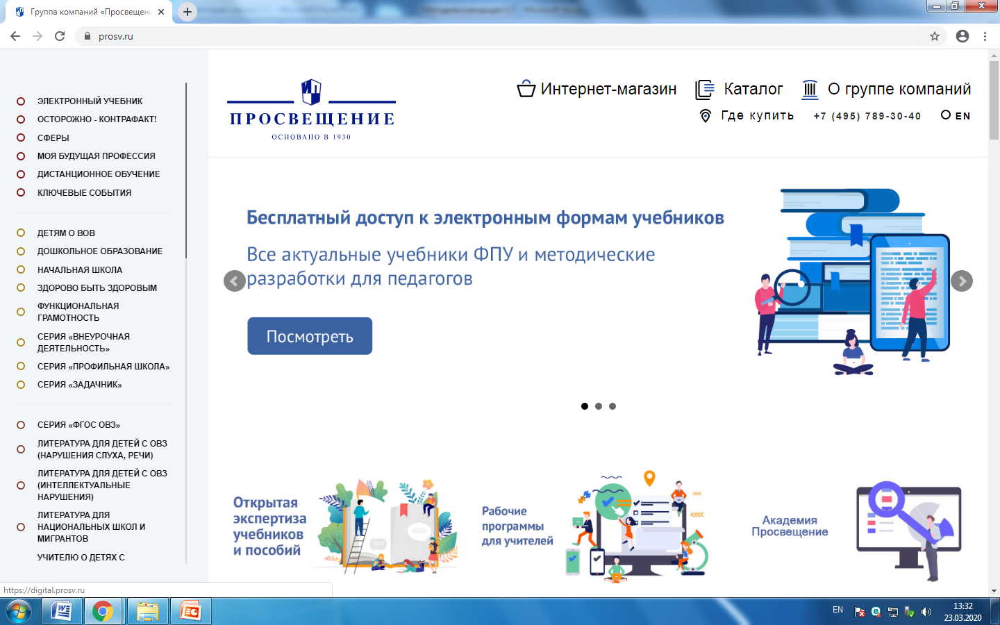 Группа компаний «Просвещени
prosv.ru
ЭЛЕКТРОННЫЙ УЧЕБНИК
ОСТОРОЖНО - КОНТРАФАКТ!
СФЕРЫ
МОЯ БУДУЩАЯ ПРОФЕССИЯ
ДИСТАНЦИОННОЕ ОБУЧЕНИЕ
КЛЮЧЕВЫЕ СОБЫТИЯ
ДЕТЯМ О ВОВ
ДОШКОЛЬНОЕ ОБРАЗОВАНИЕ
НАЧАЛЬНАЯ ШКОЛА
ЗДОРОВО БЫТЬ ЗДОРОВЫМ
ФУНКЦИОНАЛЬНАЯ
ГРАМОТНОСТЬ
СЕРИЯ «ВНЕУРОЧНАЯ
ДЕЯТЕЛЬНОСТЬ»
СЕРИЯ «ПРОФИЛЬНАЯ ШКОЛА»
СЕРИЯ «ЗАДАЧНИК»
СЕРИЯ «ФГОС ОВЗ»
ЛИТЕРАТУРА ДЛЯ ДЕТЕЙ С ОВЗ
(НАРУШЕНИЯ СЛУХА, РЕЧИ)
ЛИТЕРАТУРА ДЛЯ ДЕТЕЙ С ОВЗ
(ИНТЕЛЛЕКТУАЛЬНЫЕ
НАРУШЕНИЯ)
ЛИТЕРАТУРА ДЛЯ
НАЦИОНАЛЬНЫХ ШКОЛ И
МИГРАНТОВ
УЧИТЕЛЮ О ДЕТЯХ С
ИП
ПРОСВЕЩЕНИЕ
ОСНОВАНО В 1930
Интернет-магазин
Каталог
О группе компаний
Где купить
+7 (495) 789-30-40
EN
Бесплатный доступ к электронным формам учебников
Все актуальные учебники ФПУ и методические
разработки для педагогов
Посмотреть
Открытая
экспертиза
учебников
и пособий
Рабочие
программы
для учителей
Академия
Просвещение
https://digital.prosv.ru
EN
13:32
23.03.2020